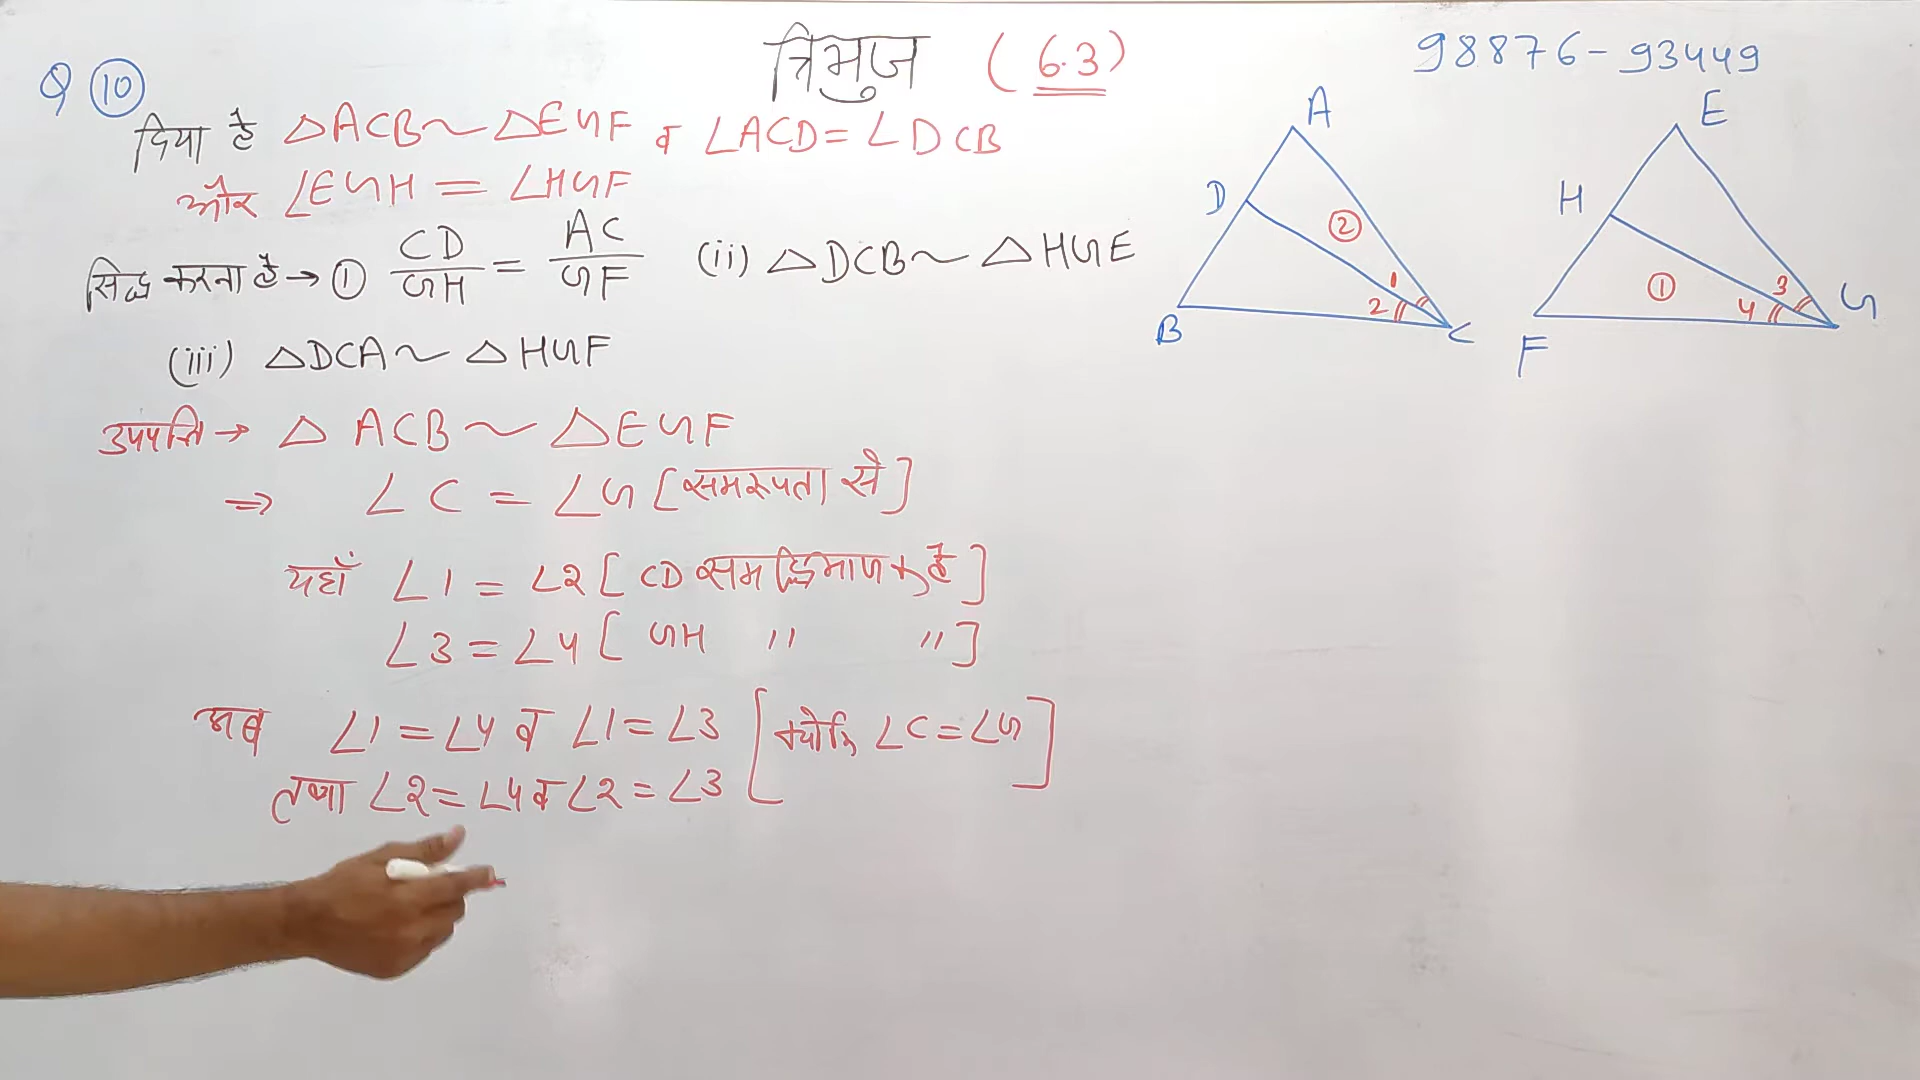 त्रिभुज (6.3)
98876-93449
Q 10
दिया है △ACB ~ △EGF व ∠ACD = ∠DCB
और ∠EGH = ∠HGF
सिद्ध करना है → ① CD/GH = AC/GF (ii) △DCB ~ △HGE
(iii) △DCA ~ △HGF
उपपत्ति → △ ACB ~ △EGF
⇒ ∠C = ∠G [समरूपता से]
यहाँ ∠1 = ∠2 [CD समद्विभाजक है]
∠3 = ∠4 [GH " "]
अब ∠1 = ∠4 व ∠1 = ∠3 [क्योंकि ∠C = ∠G]
तथा ∠2 = ∠4 व ∠2 = ∠3
A
D
②
1
2
B
C
E
H
①
3
4
G
F